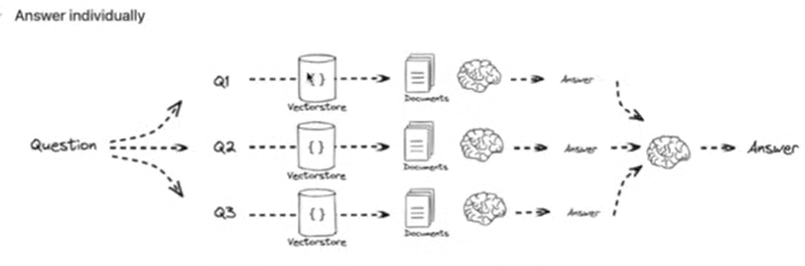 Answer individually
Q1
{ }
Vectorstore
Documents
Answer
Question
Q2
{ }
Vectorstore
Documents
Answer
Answer
Q3
{ }
Vectorstore
Documents
Answer